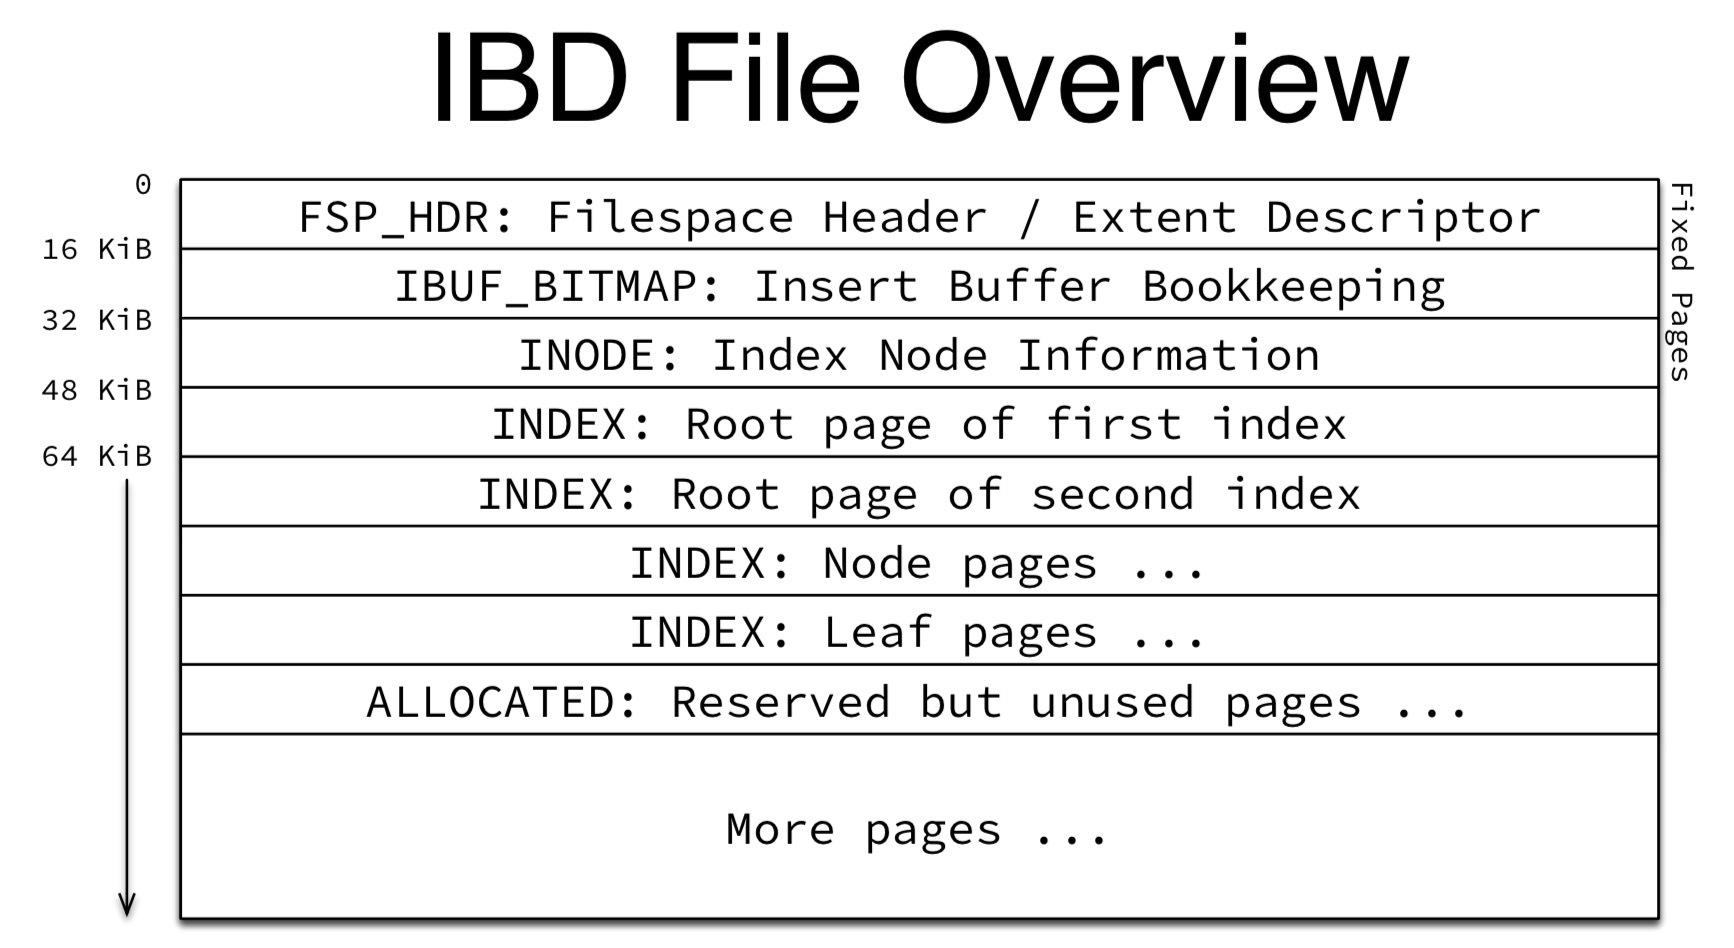 IBD File Overview
0
FSP_HDR: Filespace Header / Extent Descriptor
16 KiB
IBUF_BITMAP: Insert Buffer Bookkeeping
32 KiB
INODE: Index Node Information
48 KiB
INDEX: Root page of first index
64 KiB
INDEX: Root page of second index
INDEX: Node pages ...
INDEX: Leaf pages ...
ALLOCATED: Reserved but unused pages ...
More pages ...
Fixed Pages